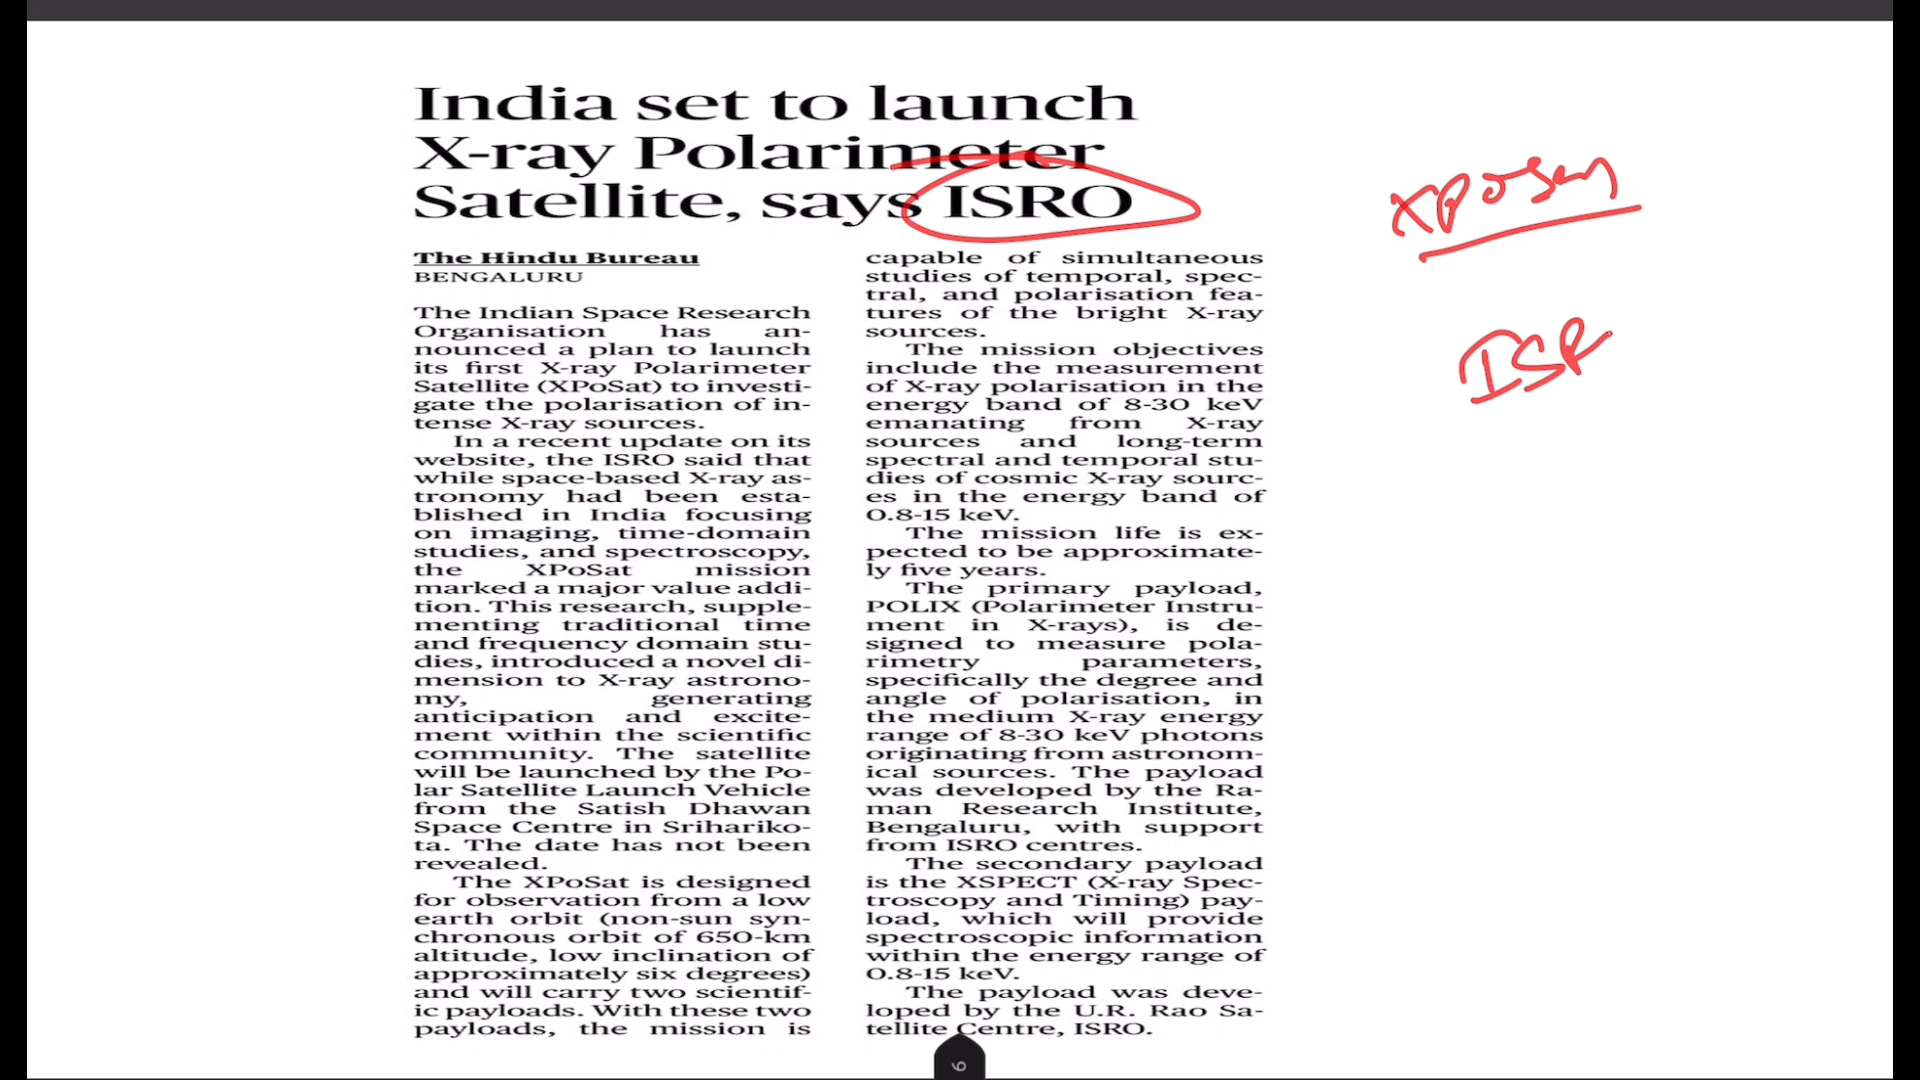 India set to launch
X-ray Polarimeter
Satellite, says ISRO
The Hindu Bureau
BENGALURU
The Indian Space Research
Organisation has an-
nounced a plan to launch
its first X-ray Polarimeter
Satellite (XPoSat) to investi-
gate the polarisation of in-
tense X-ray sources.
In a recent update on its
website, the ISRO said that
while space-based X-ray as-
tronomy had been esta-
blished in India focusing
on imaging, time-domain
studies, and spectroscopy,
the XPoSat mission
marked a major value addi-
tion. This research, supple-
menting traditional time
and frequency domain stu-
dies, introduced a novel di-
mension to X-ray astrono-
my, generating
anticipation and excite-
ment within the scientific
community. The satellite
will be launched by the Po-
lar Satellite Launch Vehicle
from the Satish Dhawan
Space Centre in Srihariko-
ta. The date has not been
revealed.
The XPoSat is designed
for observation from a low
earth orbit (non-sun syn-
chronous orbit of 650-km
altitude, low inclination of
approximately six degrees)
and will carry two scientif-
ic payloads. With these two
payloads, the mission is
capable of simultaneous
studies of temporal, spec-
tral, and polarisation fea-
tures of the bright X-ray
sources.
The mission objectives
include the measurement
of X-ray polarisation in the
energy band of 8-30 keV
emanating from X-ray
sources and long-term
spectral and temporal stu-
dies of cosmic X-ray sourc-
es in the energy band of
0.8-15 keV.
The mission life is ex-
pected to be approximate-
ly five years.
The primary payload,
POLIX (Polarimeter Instru-
ment in X-rays), is de-
signed to measure pola-
rimetry parameters,
specifically the degree and
angle of polarisation, in
the medium X-ray energy
range of 8-30 keV photons
originating from astronom-
ical sources. The payload
was developed by the Ra-
man Research Institute,
Bengaluru, with support
from ISRO centres.
The secondary payload
is the XSPECT (X-ray Spec-
troscopy and Timing) pay-
load, which will provide
spectroscopic information
within the energy range of
0.8-15 keV.
The payload was deve-
loped by the U.R. Rao Sa-
tellite Centre, ISRO.
ISR
6